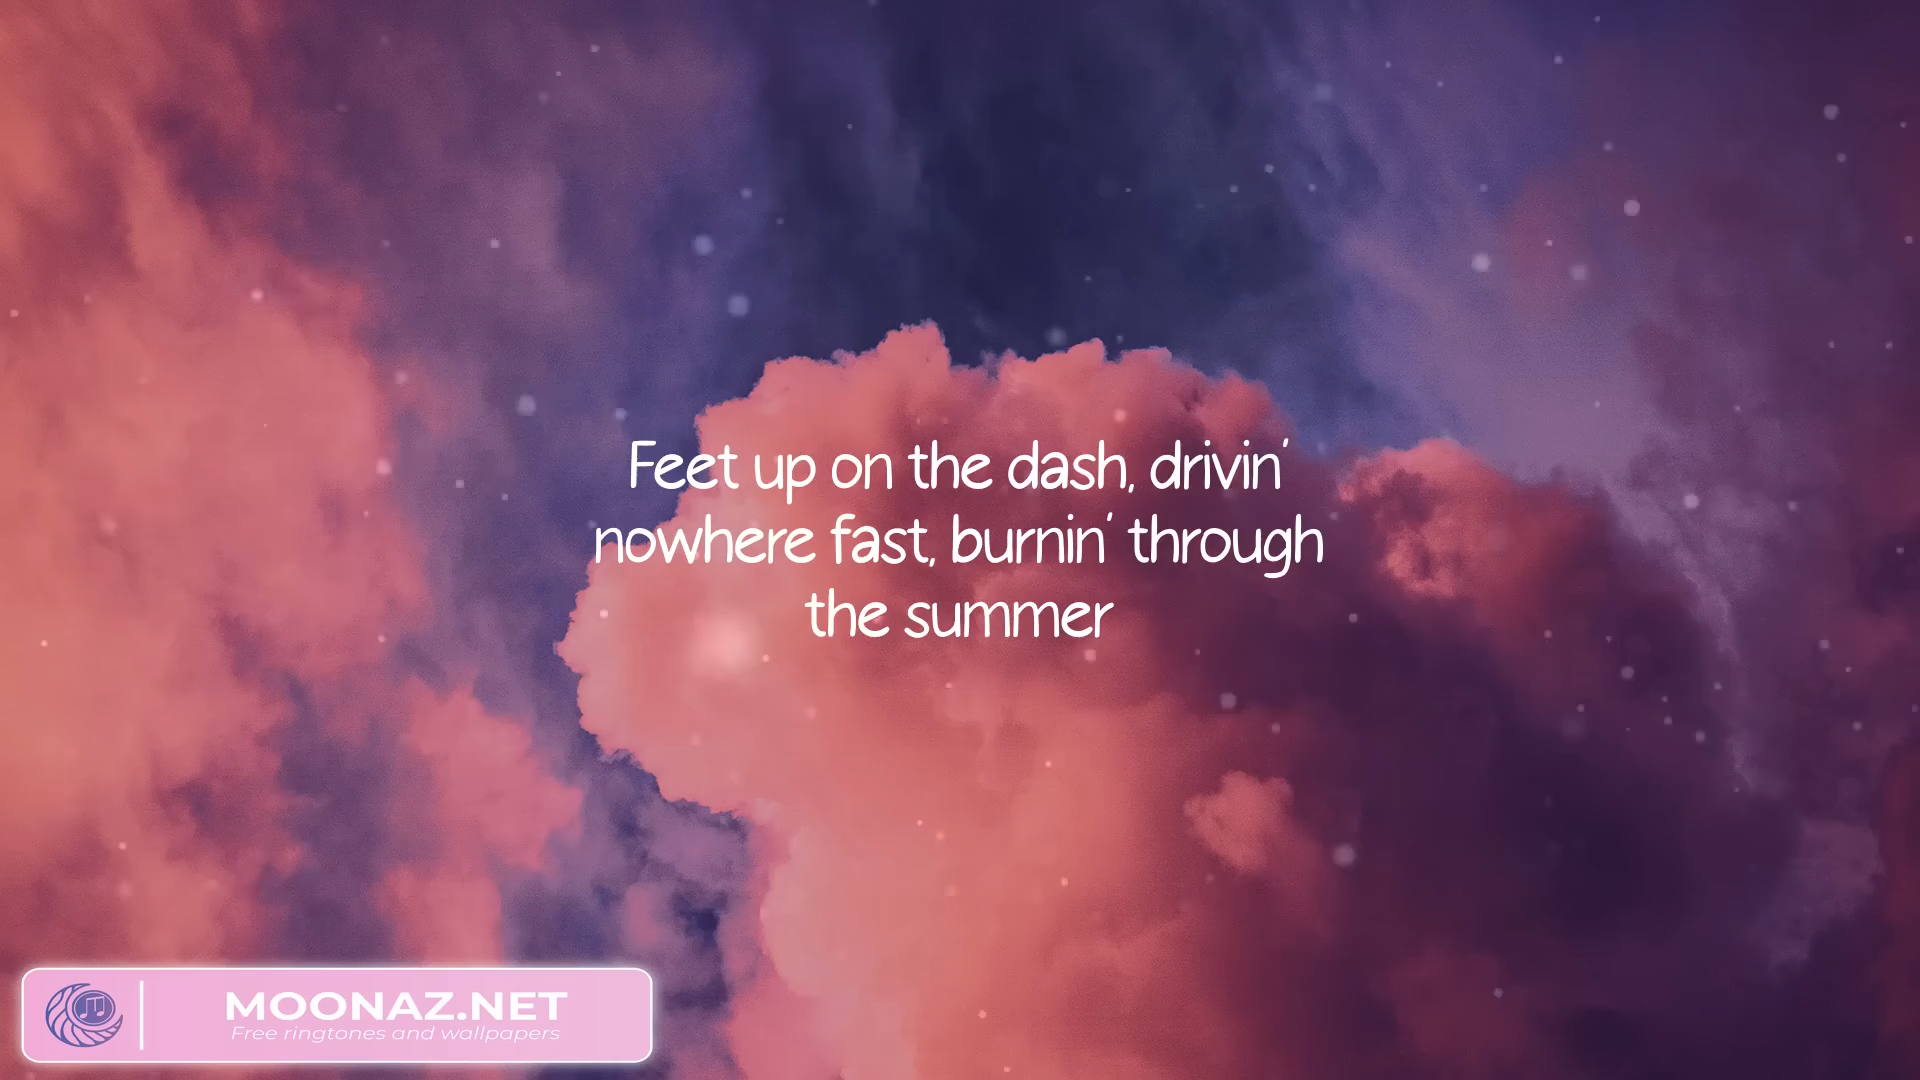 Feet up on the dash, drivin'
nowhere fast, burnin' through
the summer
MOONAZ.NET
Free ringtones and wallpapers